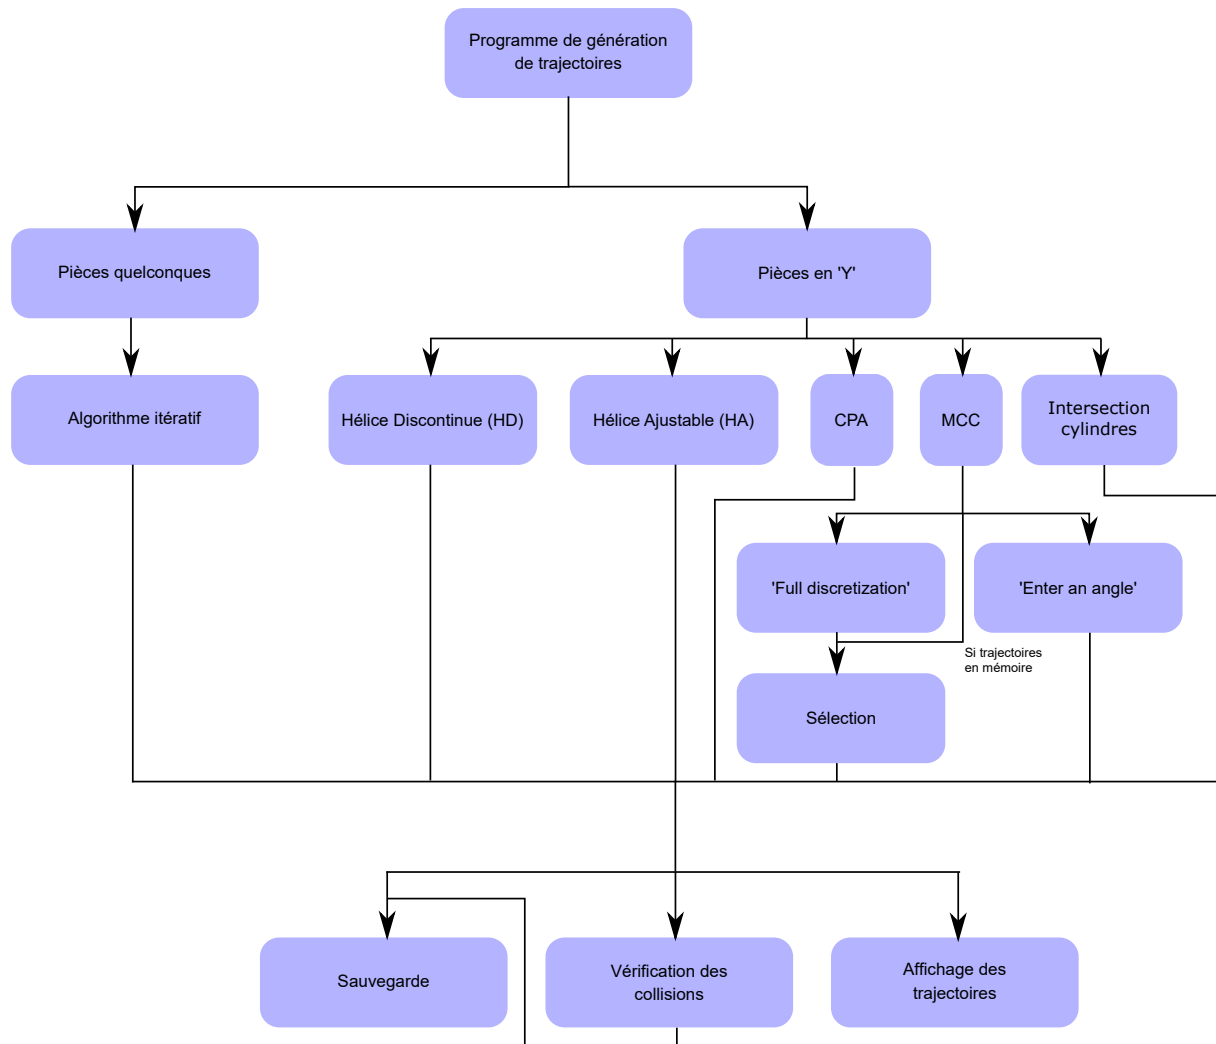 Programme de génération
de trajectoires
Pièces quelconques
Pièces en 'Y'
Algorithme itératif
Hélice Discontinue (HD)
Hélice Ajustable (HA)
CPA
MCC
Intersection
cylindres
'Full discretization'
'Enter an angle'
Si trajectoires
en mémoire
Sélection
Sauvegarde
Vérification des
collisions
Affichage des
trajectoires